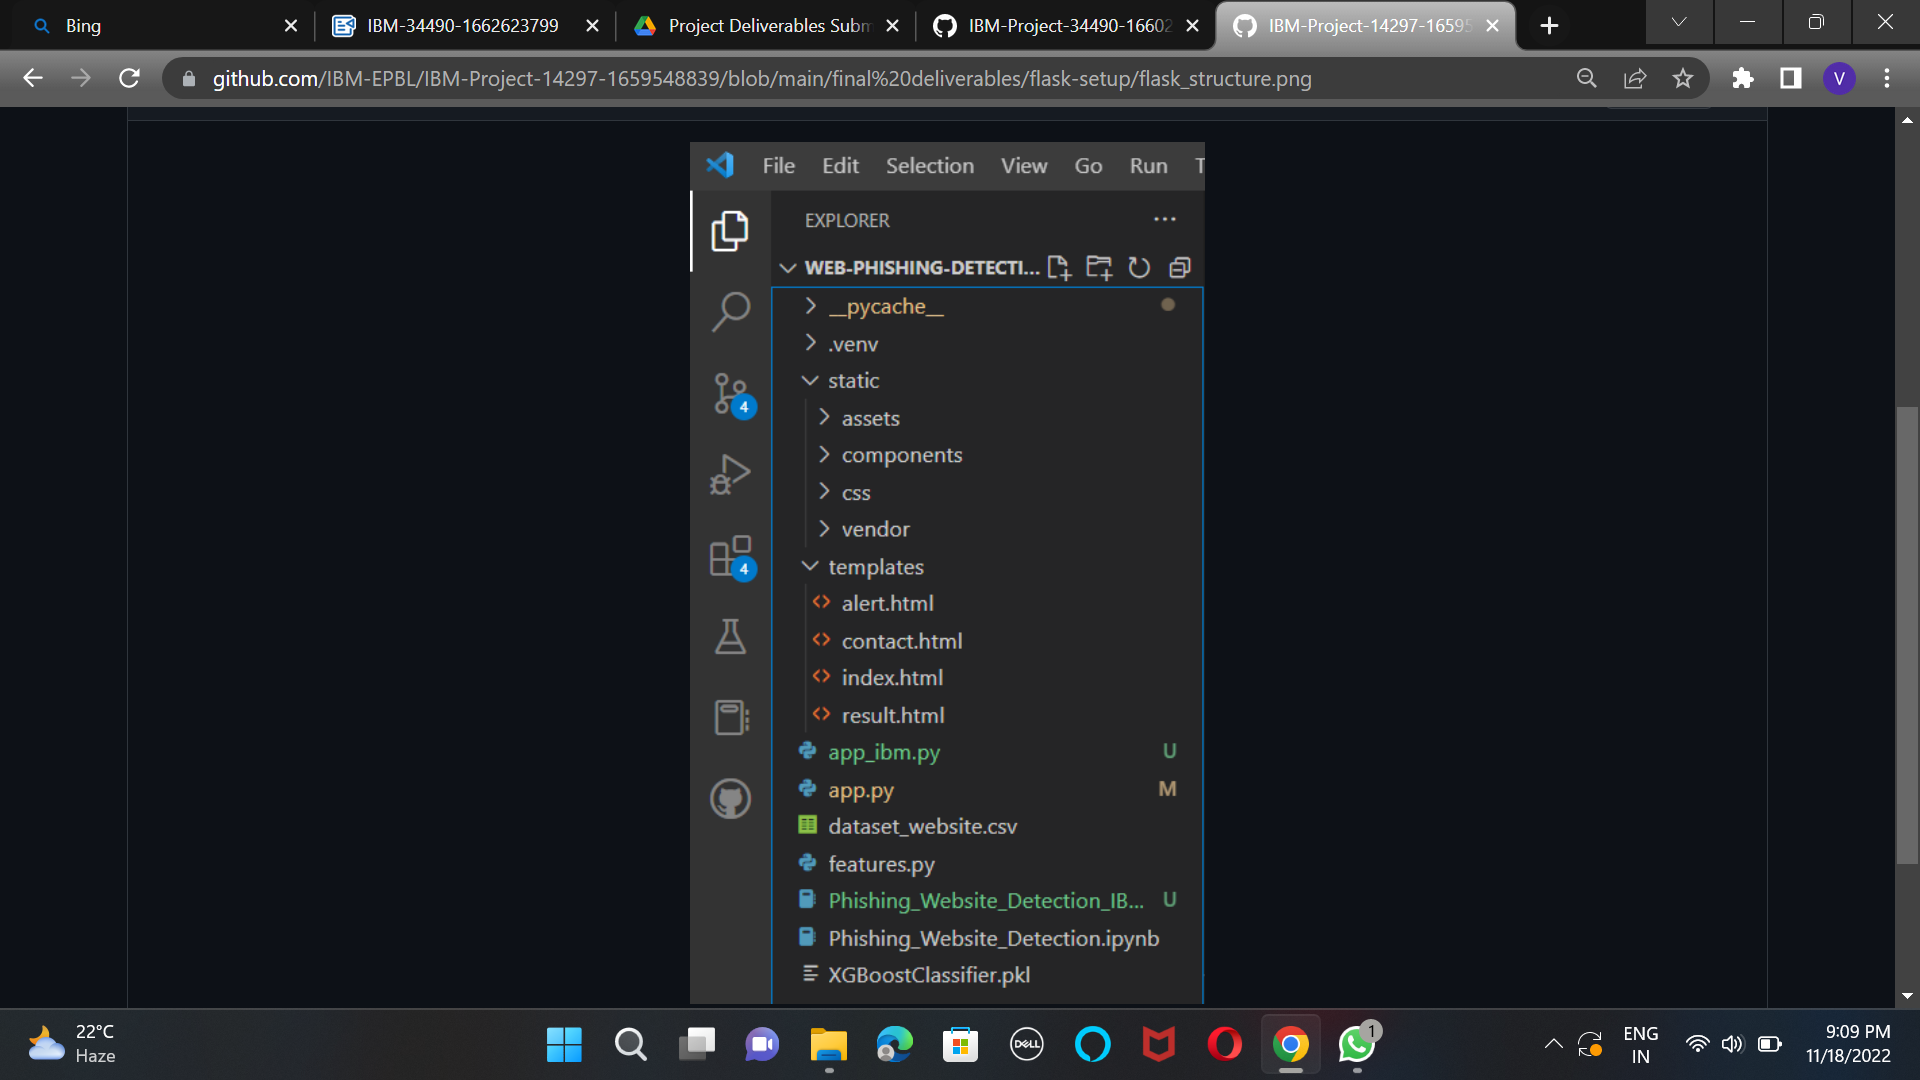 Bing
IBM-34490-1662623799
Project Deliverables Subm
IBM-Project-34490-16602
IBM-Project-14297-16595
github.com/IBM-EPBL/IBM-Project-14297-1659548839/blob/main/final%20deliverables/flask-setup/flask_structure.png
V
File Edit Selection View Go Run T
EXPLORER ...
WEB-PHISHING-DETECTI...
__pycache__
.venv
static
4
assets
components
css
vendor
4
templates
alert.html
contact.html
index.html
result.html
app_ibm.py U
app.py M
dataset_website.csv
features.py
Phishing_Website_Detection_IB... U
Phishing_Website_Detection.ipynb
XGBoostClassifier.pkl
22°C
Haze
DELL
1
ENG
IN
9:09 PM
11/18/2022